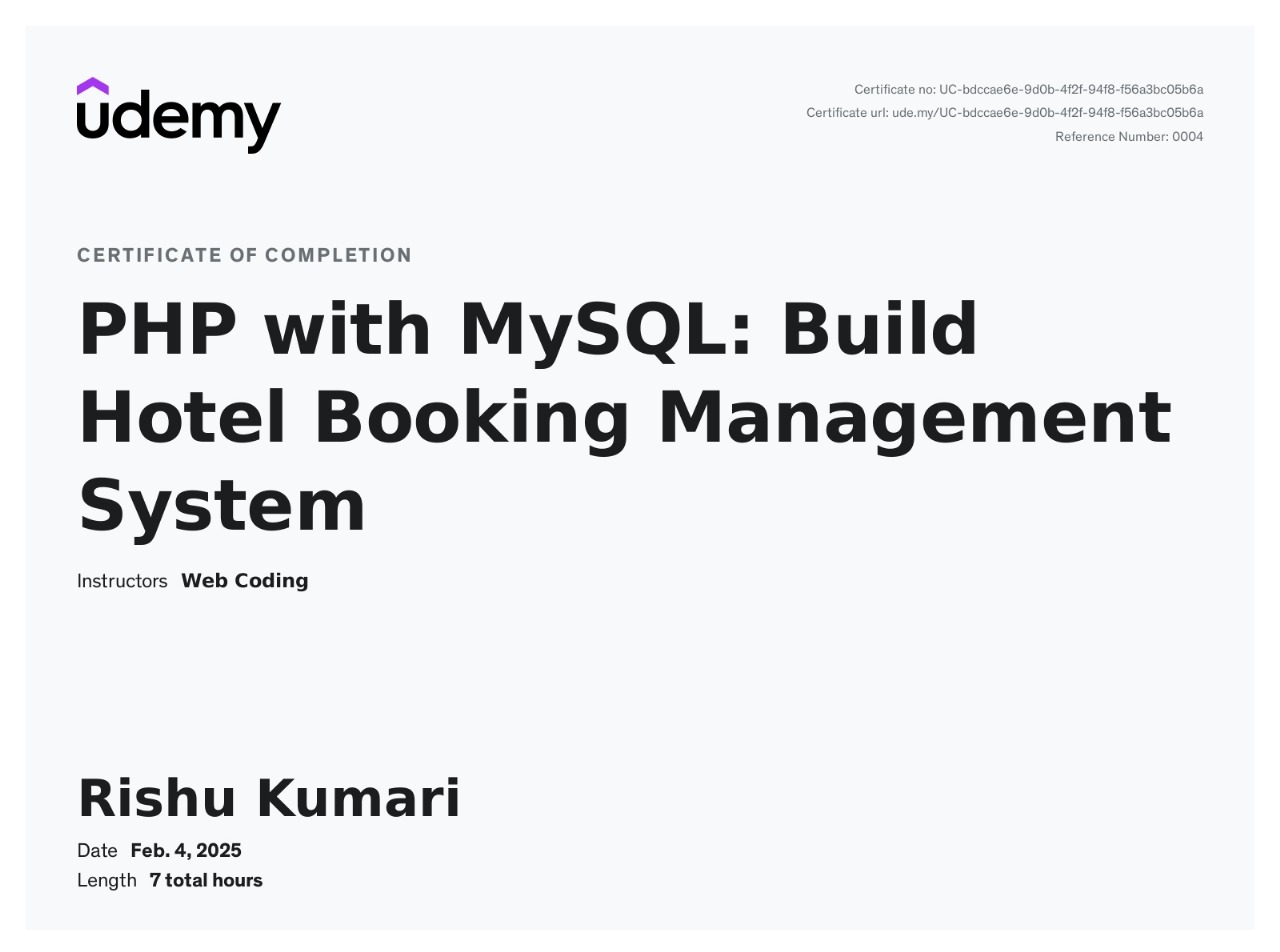 udemy
Certificate no: UC-bdccae6e-9d0b-4f2f-94f8-f56a3bc05b6a
Certificate url: ude.my/UC-bdccae6e-9d0b-4f2f-94f8-f56a3bc05b6a
Reference Number: 0004
CERTIFICATE OF COMPLETION
PHP with MySQL: Build
Hotel Booking Management
System
Instructors Web Coding
Rishu Kumari
Date Feb. 4, 2025
Length 7 total hours